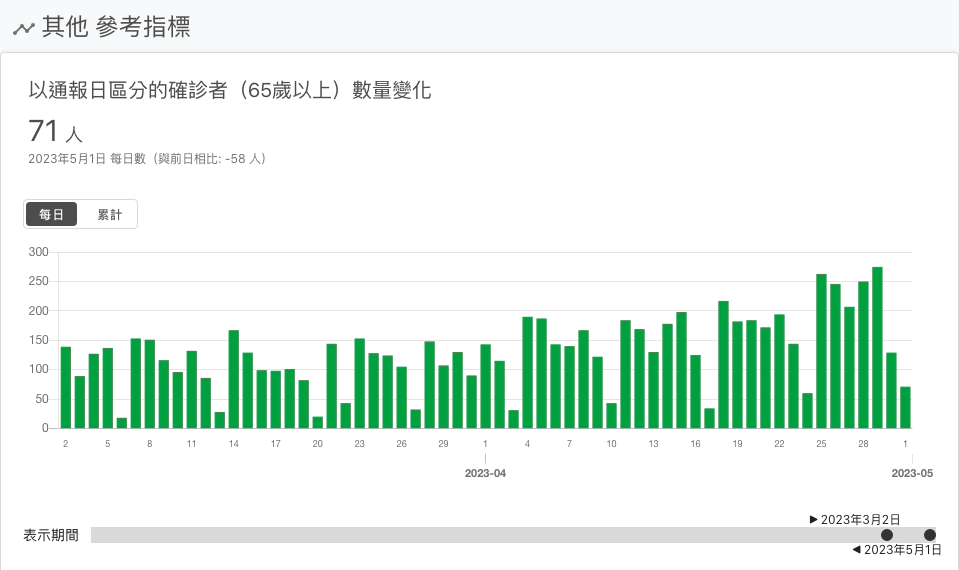 其他 參考指標
以通報日區分的確診者（65歲以上）數量變化
71 人
2023年5月1日 每日數（與前日相比: -58 人）
每日 累計
300
250
200
150
100
50
0
2 5 8 11 14 17 20 23 26 29 1 4 7 10 13 16 19 22 25 28 1
2023-04 2023-05
▶ 2023年3月2日
表示期間
◀ 2023年5月1日